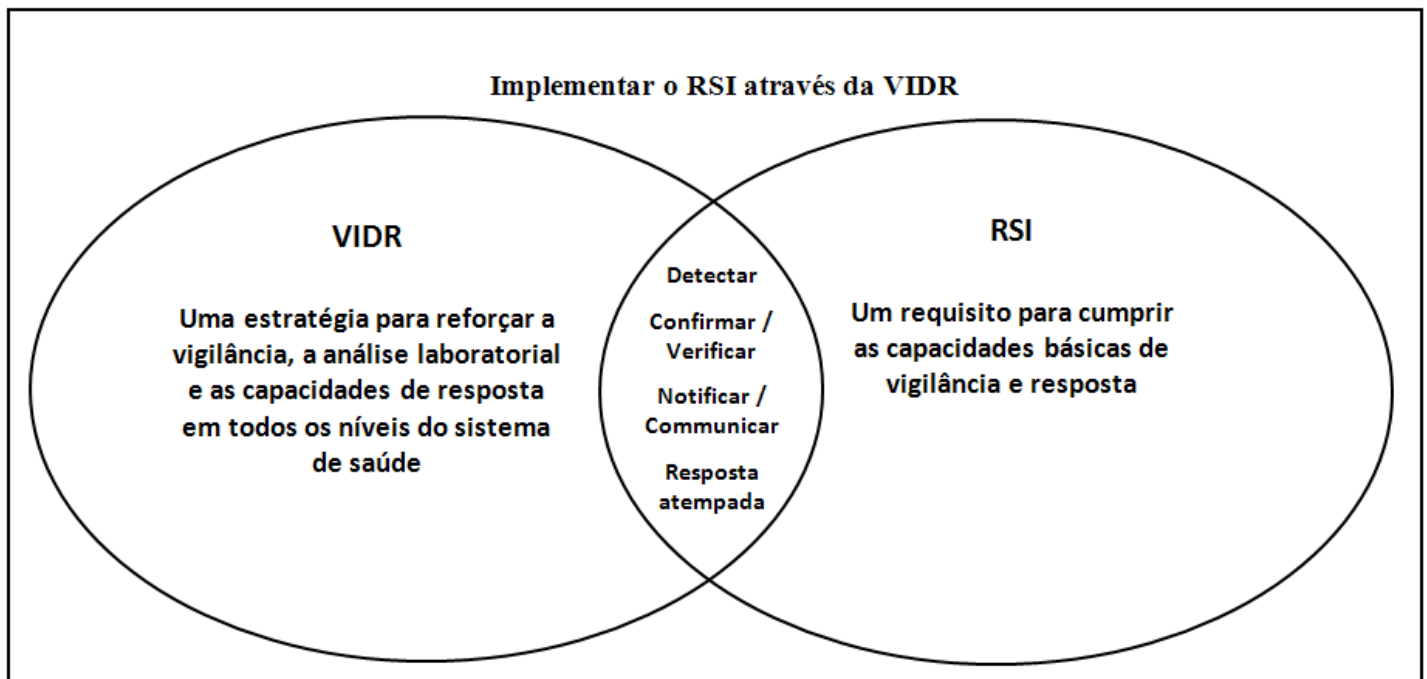 Implementar o RSI através da VIDR
VIDR
Uma estratégia para reforçar a
vigilância, a análise laboratorial
e as capacidades de resposta
em todos os níveis do sistema
de saúde
Detectar
Confirmar /
Verificar
Notificar /
Communicar
Resposta
atempada
RSI
Um requisito para cumprir
as capacidades básicas de
vigilância e resposta